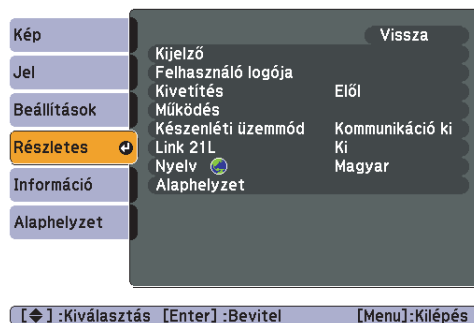 Kép
Jel
Beállítások
Részletes
Információ
Alaphelyzet
Vissza
Kijelző
Felhasználó logója
Kivetítés Elől
Működés
Készenléti üzemmód Kommunikáció ki
Link 21L Ki
Nyelv Magyar
Alaphelyzet
[◆] :Kiválasztás [Enter] :Bevitel [Menu]:Kilépés